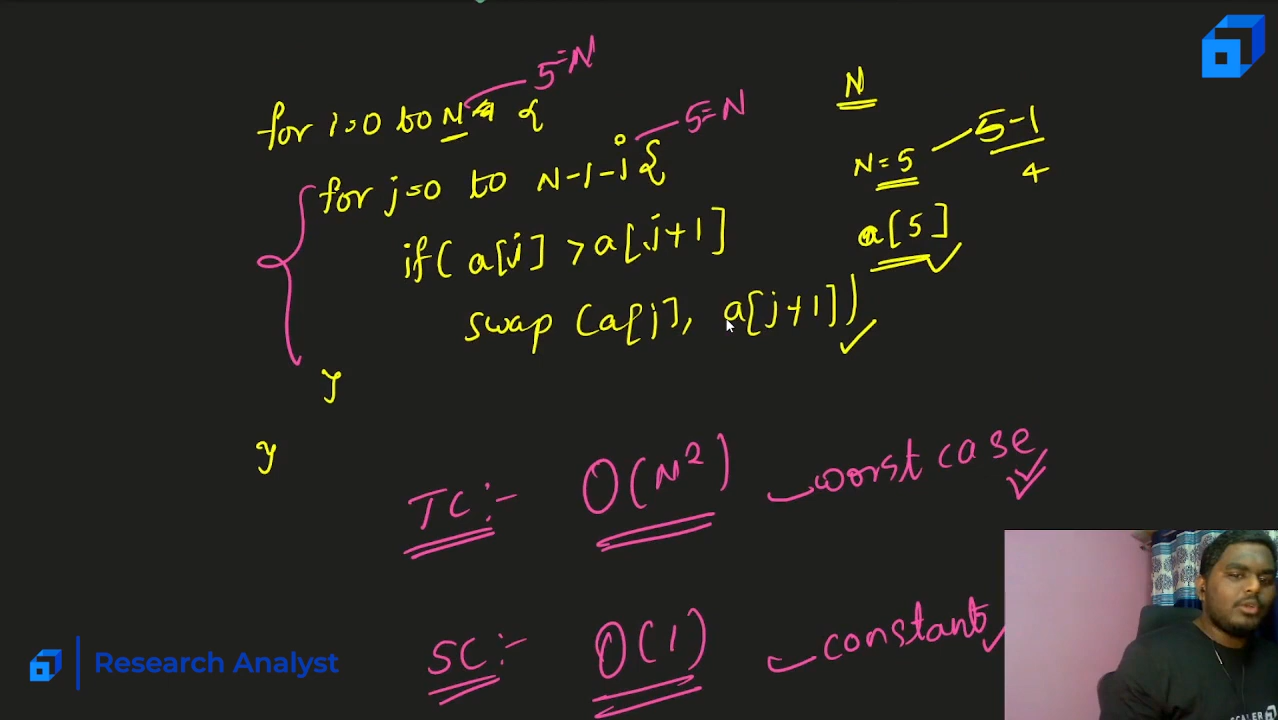 5=N
for i=0 to N {
5=N
for j=0 to N-1-i {
if( a[j] > a[j+1]
swap (a[j], a[j+1])
}
}
N
N=5
5-1
4
a[5]
TC:- O(N²) worst case
SC:- O(1) constant
Research Analyst